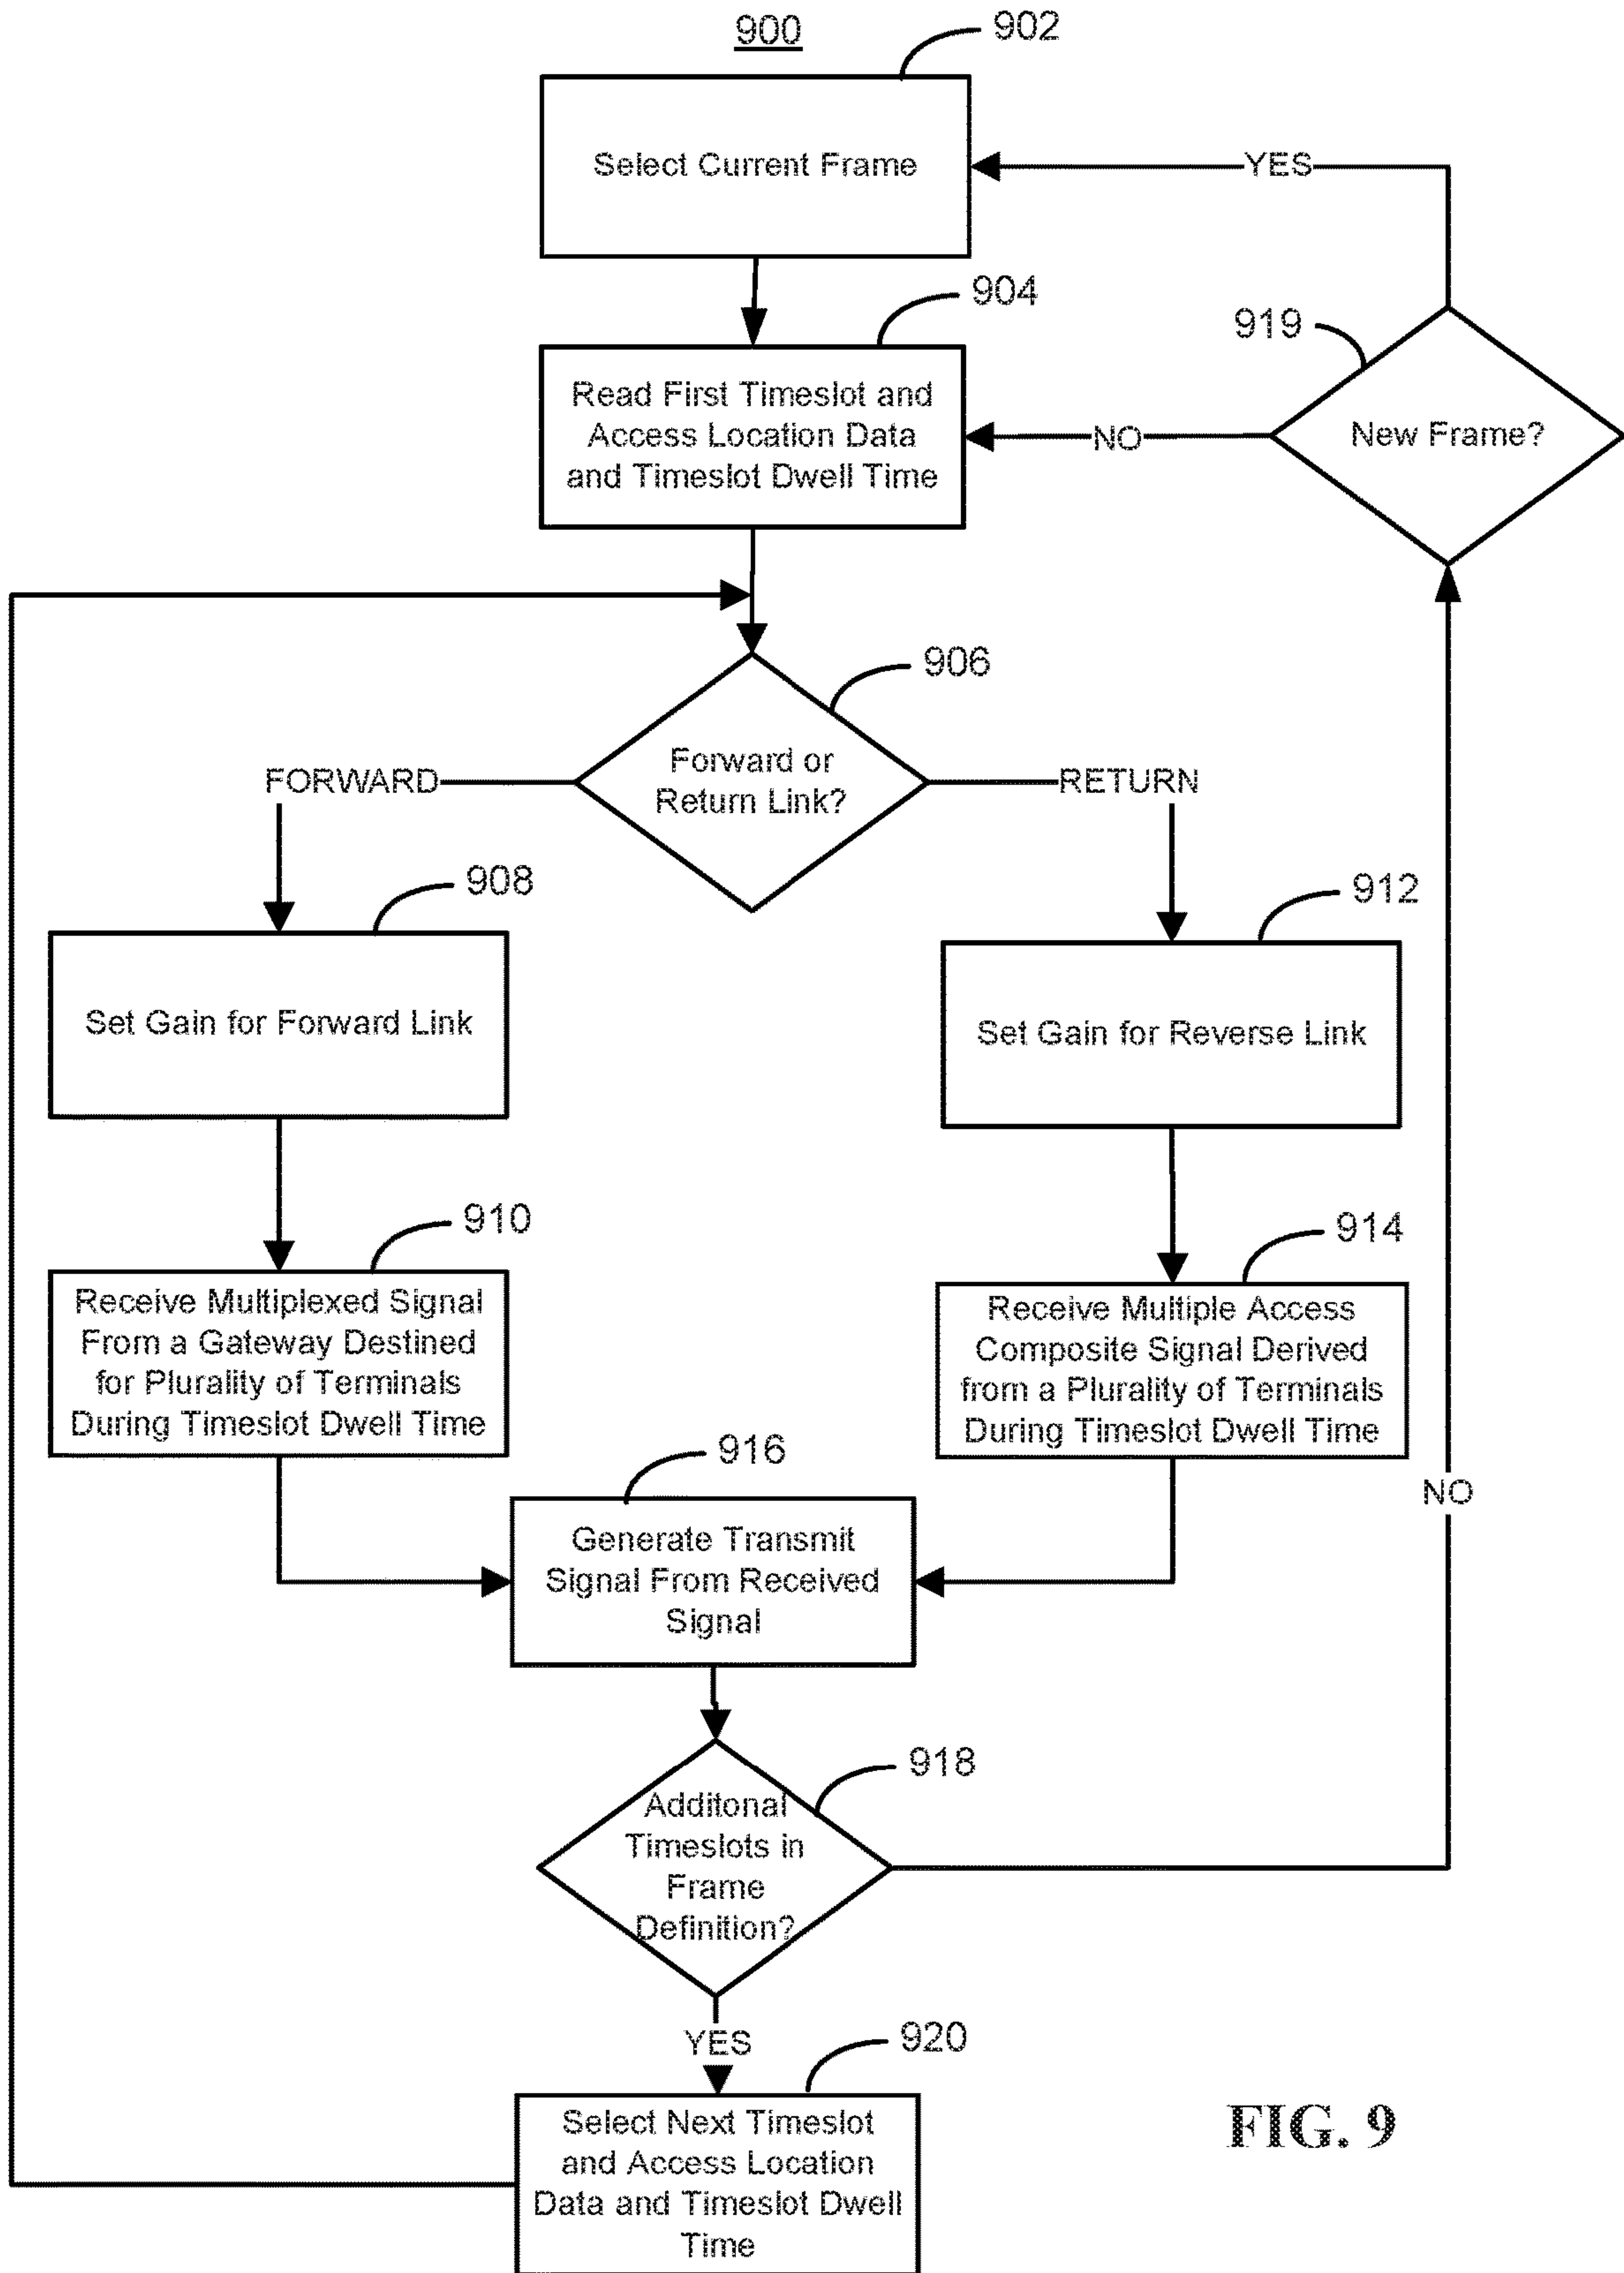 900
902
Select Current Frame
YES
904
919
Read First Timeslot and
Access Location Data
and Timeslot Dwell Time
NO
New Frame?
906
Forward or
Return Link?
FORWARD
RETURN
908
912
Set Gain for Forward Link
Set Gain for Reverse Link
910
914
Receive Multiplexed Signal
From a Gateway Destined
for Plurality of Terminals
During Timeslot Dwell Time
Receive Multiple Access
Composite Signal Derived
from a Plurality of Terminals
During Timeslot Dwell Time
916
NO
Generate Transmit
Signal From Received
Signal
918
Additonal
Timeslots in
Frame
Definition?
YES
920
Select Next Timeslot
and Access Location
Data and Timeslot Dwell
Time
FIG. 9